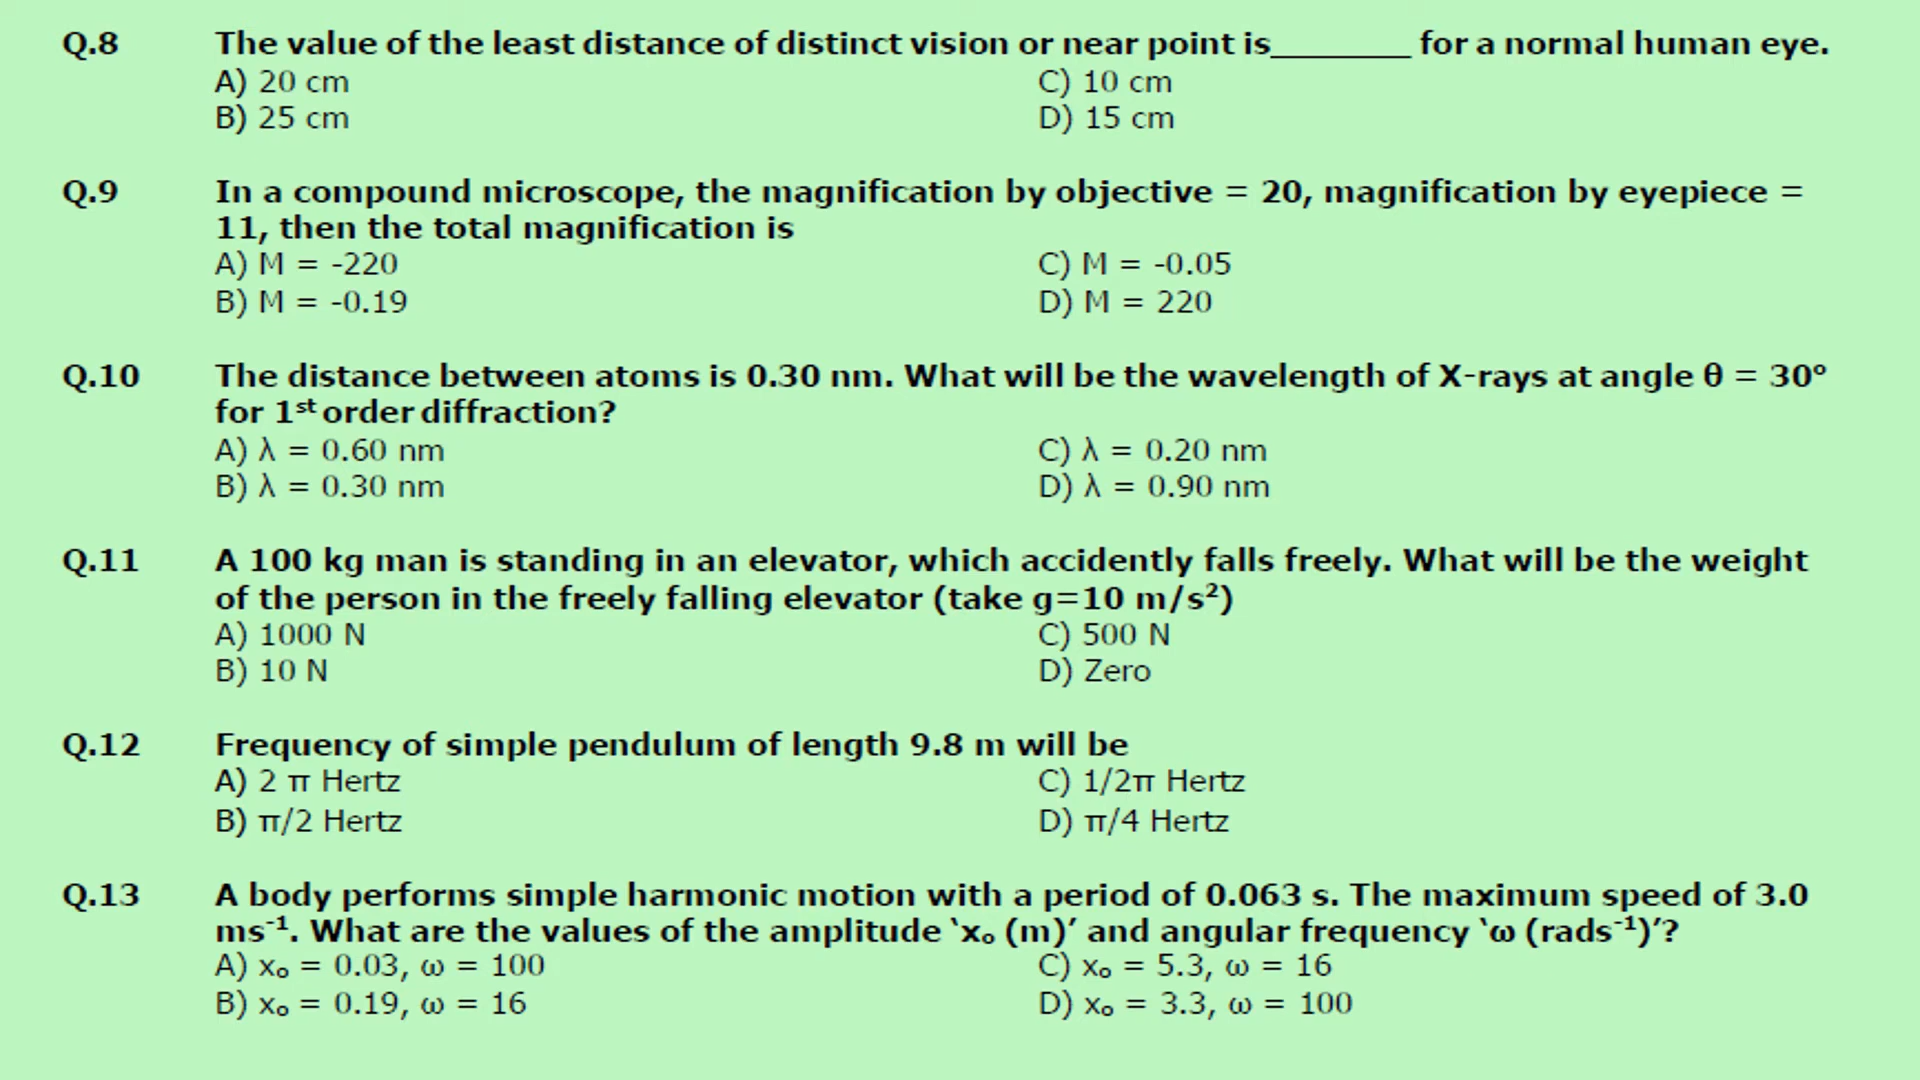 Q.8 The value of the least distance of distinct vision or near point is________ for a normal human eye.
A) 20 cm C) 10 cm
B) 25 cm D) 15 cm
Q.9 In a compound microscope, the magnification by objective = 20, magnification by eyepiece =
11, then the total magnification is
A) M = -220 C) M = -0.05
B) M = -0.19 D) M = 220
Q.10 The distance between atoms is 0.30 nm. What will be the wavelength of X-rays at angle θ = 30º
for 1ˢᵗ order diffraction?
A) λ = 0.60 nm C) λ = 0.20 nm
B) λ = 0.30 nm D) λ = 0.90 nm
Q.11 A 100 kg man is standing in an elevator, which accidently falls freely. What will be the weight
of the person in the freely falling elevator (take g=10 m/s²)
A) 1000 N C) 500 N
B) 10 N D) Zero
Q.12 Frequency of simple pendulum of length 9.8 m will be
A) 2 π Hertz C) 1/2π Hertz
B) π/2 Hertz D) π/4 Hertz
Q.13 A body performs simple harmonic motion with a period of 0.063 s. The maximum speed of 3.0
ms⁻¹. What are the values of the amplitude ‘xₒ (m)’ and angular frequency ‘ω (rads⁻¹)’?
A) xₒ = 0.03, ω = 100 C) xₒ = 5.3, ω = 16
B) xₒ = 0.19, ω = 16 D) xₒ = 3.3, ω = 100